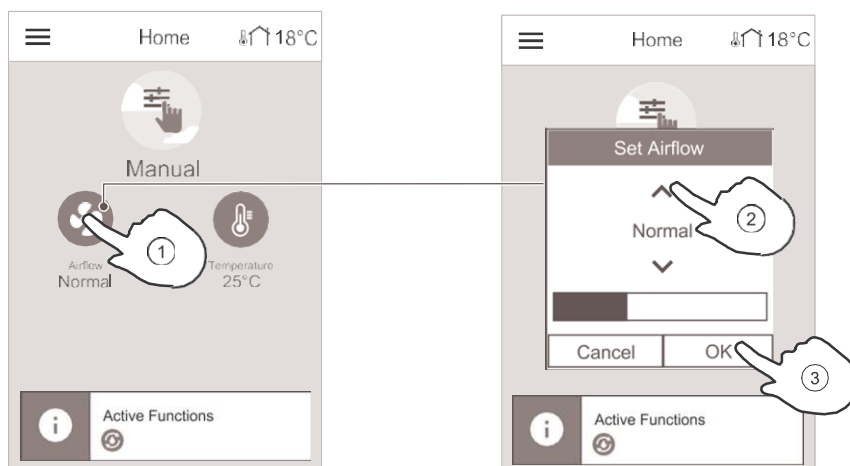 Home 18°C
Manual
Airflow
Normal
Temperature
25°C
1
i Active Functions
Home 18°C
Set Airflow
2
Normal
Cancel OK
3
i Active Functions